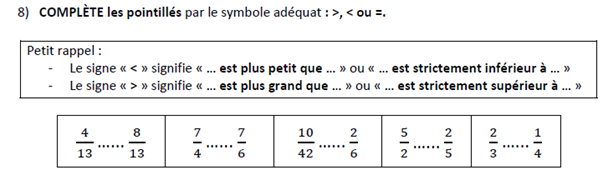 8) COMPLÈTE les pointillés par le symbole adéquat : >, < ou =.
Petit rappel :
- Le signe « < » signifie « ... est plus petit que ... » ou « ... est strictement inférieur à ... »
- Le signe « > » signifie « ... est plus grand que ... » ou « ... est strictement supérieur à ... »
4/13 ...... 8/13 7/4 ...... 7/6 10/42 ...... 2/6 5/2 ...... 2/5 2/3 ...... 1/4